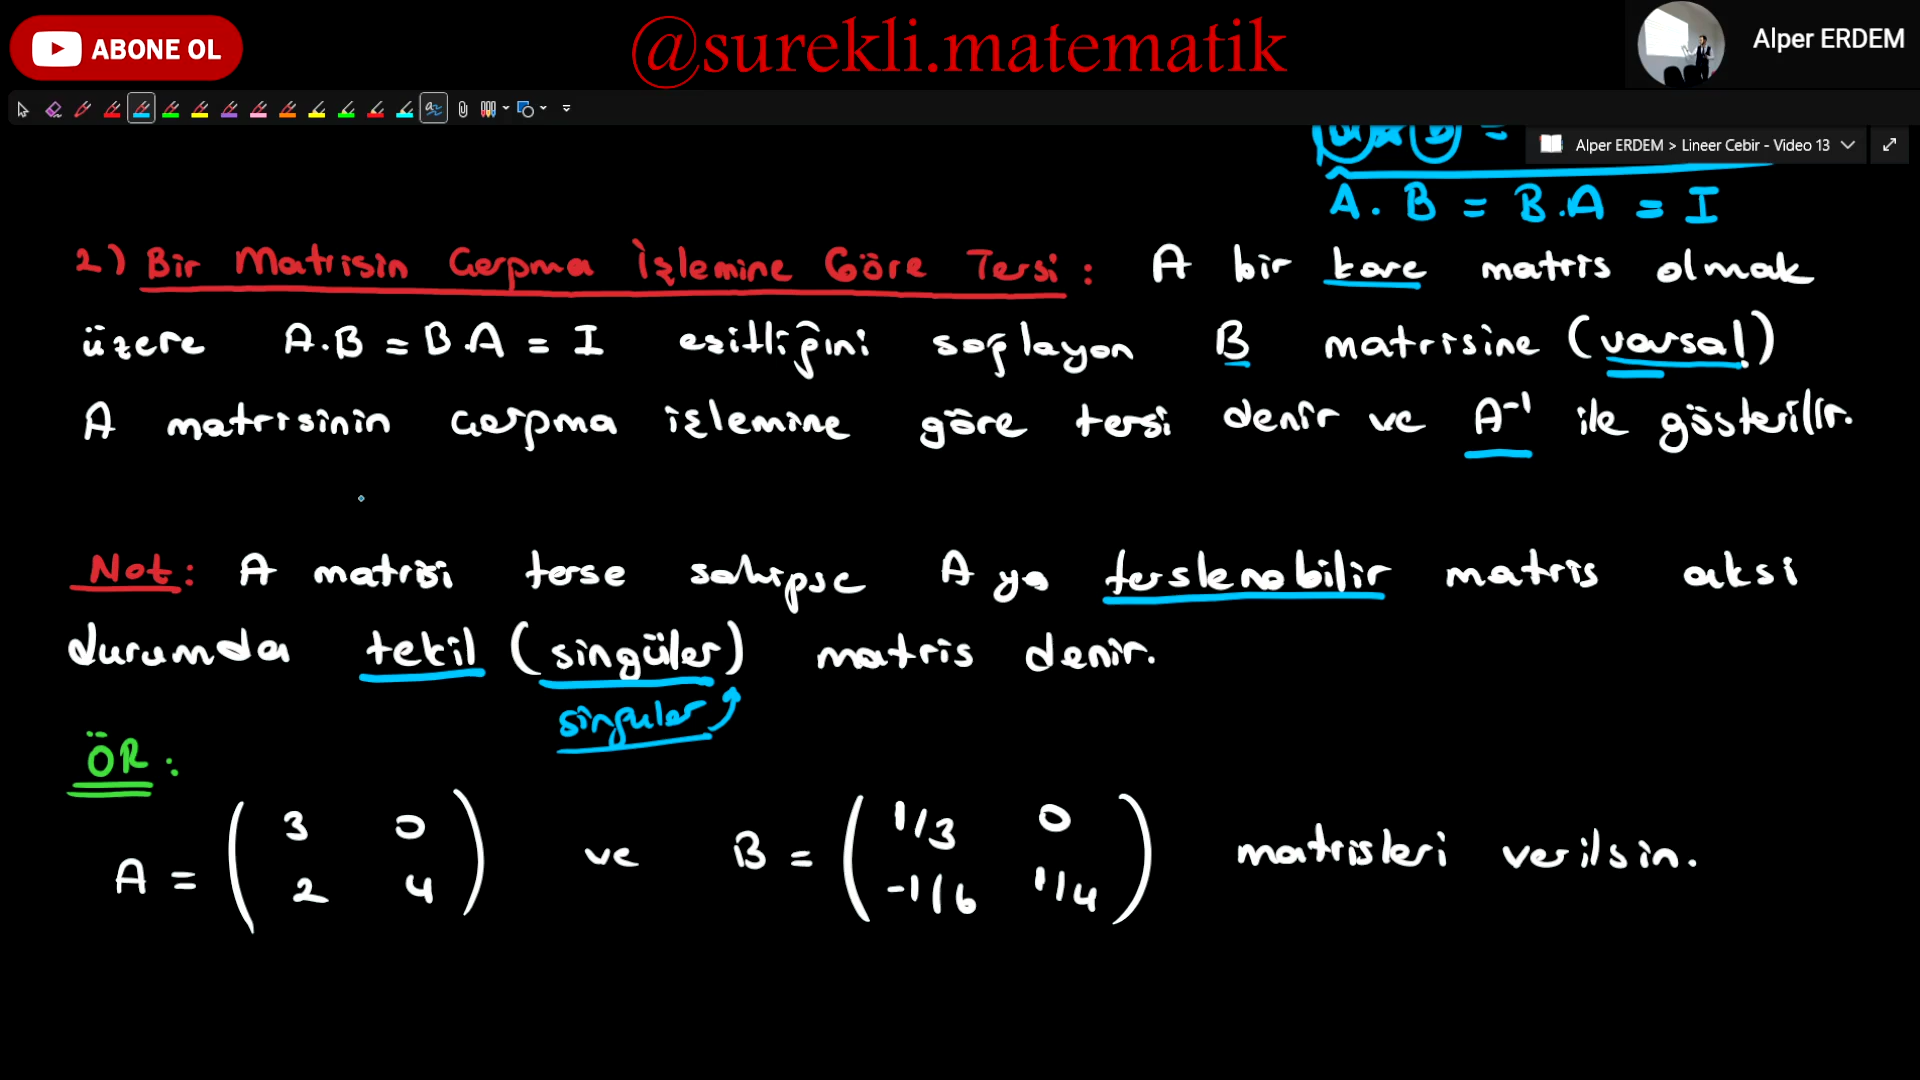 ABONE OL
@surekli.matematik
Alper ERDEM
Alper ERDEM > Lineer Cebir - Video 13
A . B = B . A = I
2) Bir Matrisin Çarpma İşlemine Göre Tersi : A bir kare matris olmak
üzere A.B = B.A = I eşitliğini sağlayan B matrisine (varsa!)
A matrisinin çarpma işlemine göre tersi denir ve A⁻¹ ile gösterilir.
Not: A matrisi terse sahipse A ya terslenebilir matris aksi
durumda tekil (singüler) matris denir.
singuler
ÖR :
A = ( 3 0 ; 2 4 ) ve B = ( 1/3 0 ; -1/6 1/4 ) matrisleri verilsin.